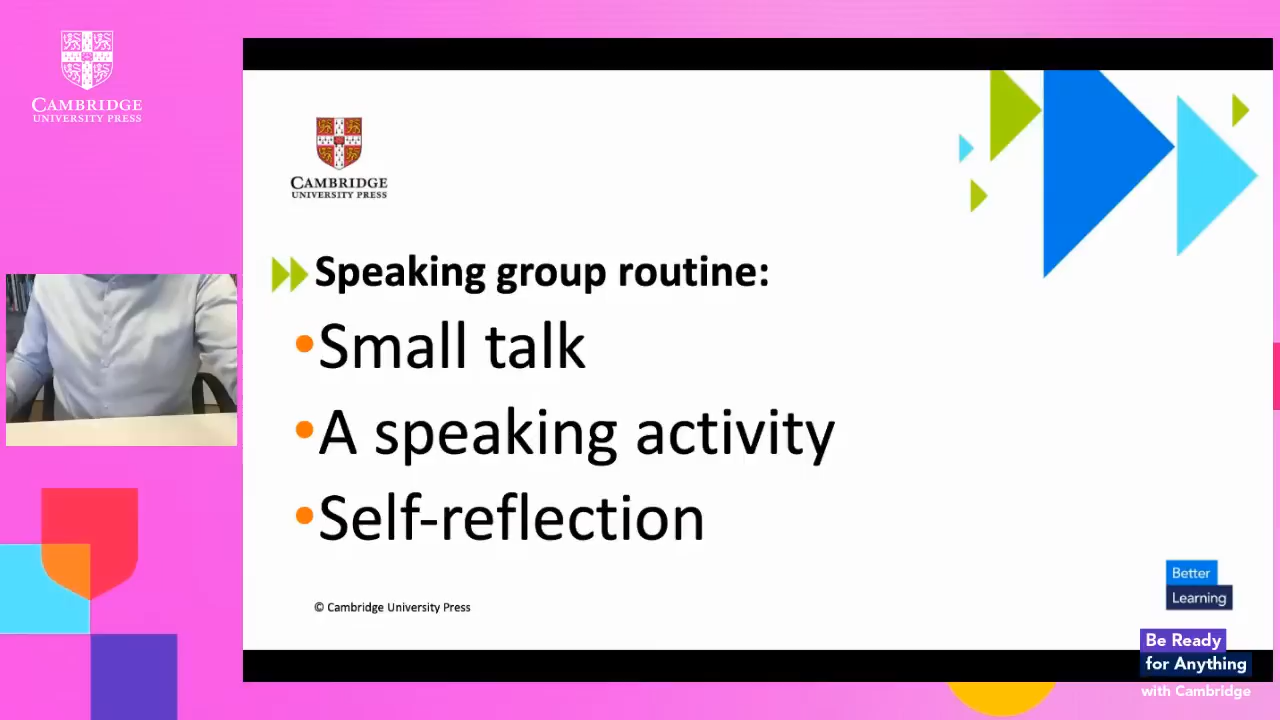 CAMBRIDGE
UNIVERSITY PRESS
CAMBRIDGE
UNIVERSITY PRESS
Speaking group routine:
•Small talk
•A speaking activity
•Self-reflection
© Cambridge University Press
Better
Learning
Be Ready
for Anything
with Cambridge